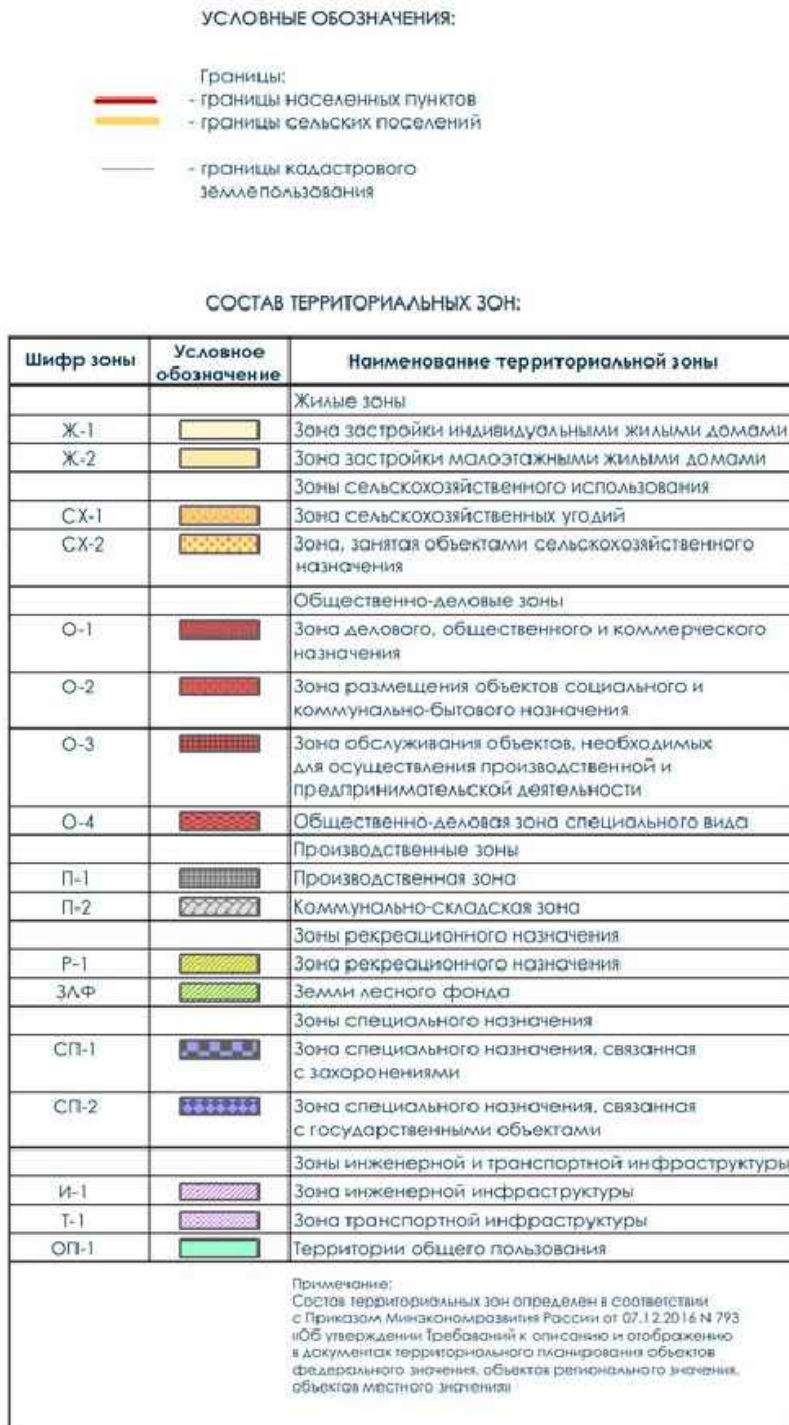 УСЛОВНЫЕ ОБОЗНАЧЕНИЯ:
Границы:
- границы населенных пунктов
- границы сельских поселений
- границы кадастрового
землепользования
СОСТАВ ТЕРРИТОРИАЛЬНЫХ ЗОН:
Шифр зоны Условное обозначение Наименование территориальной зоны
Жилые зоны
Ж-1 Зона застройки индивидуальными жилыми домами
Ж-2 Зона застройки малоэтажными жилыми домами
Зоны сельскохозяйственного использования
СХ-1 Зона сельскохозяйственных угодий
СХ-2 Зона, занятая объектами сельскохозяйственного
назначения
Общественно-деловые зоны
О-1 Зона делового, общественного и коммерческого
назначения
О-2 Зона размещения объектов социального и
коммунально-бытового назначения
О-3 Зона обслуживания объектов, необходимых
для осуществления производственной и
предпринимательской деятельности
О-4 Общественно-деловая зона специального вида
Производственные зоны
П-1 Производственная зона
П-2 Коммунально-складская зона
Зоны рекреационного назначения
Р-1 Зона рекреационного назначения
ЗЛФ Земли лесного фонда
Зоны специального назначения
СП-1 Зона специального назначения, связанная
с захоронениями
СП-2 Зона специального назначения, связанная
с государственными объектами
Зоны инженерной и транспортной инфраструктуры
И-1 Зона инженерной инфраструктуры
Т-1 Зона транспортной инфраструктуры
ОП-1 Территории общего пользования
Примечание:
Состав территориальных зон определен в соответствии
с Приказом Минэкономразвития России от 07.12.2016 N 793
«Об утверждении Требований к описанию и отображению
в документах территориального планирования объектов
федерального значения, объектов регионального значения,
объектов местного значения»